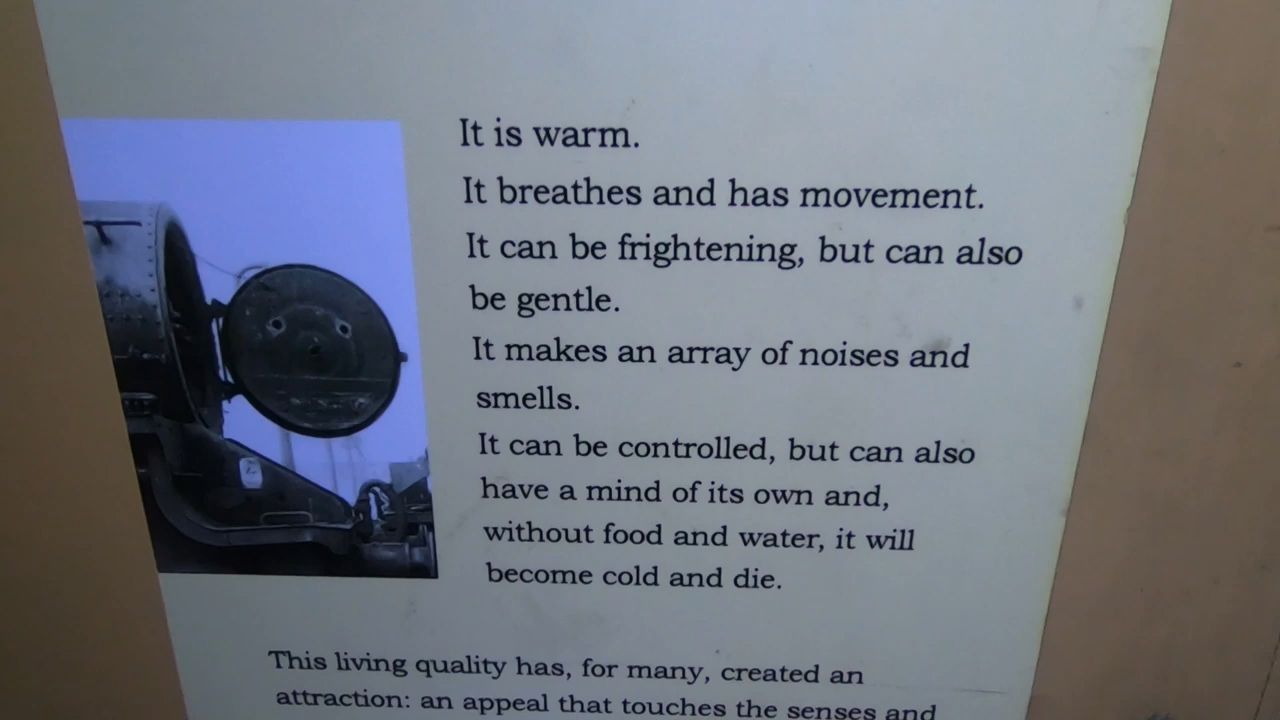 It is warm.
It breathes and has movement.
It can be frightening, but can also
be gentle.
It makes an array of noises and
smells.
It can be controlled, but can also
have a mind of its own and,
without food and water, it will
become cold and die.
This living quality has, for many, created an
attraction: an appeal that touches the senses and